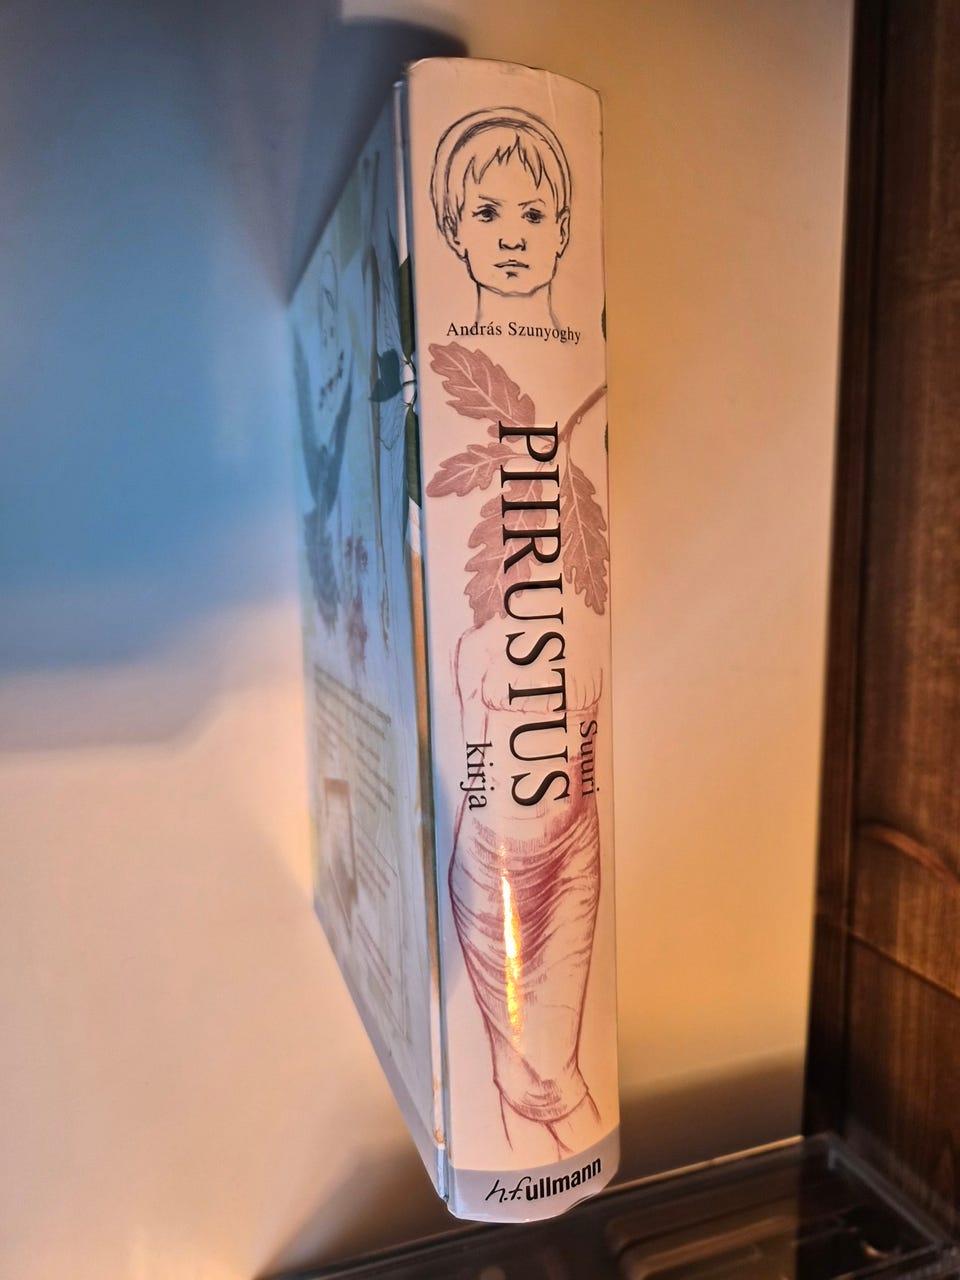 András Szunyoghy
Suuri
PIIRUSTUS
kirja
h.f.ullmann